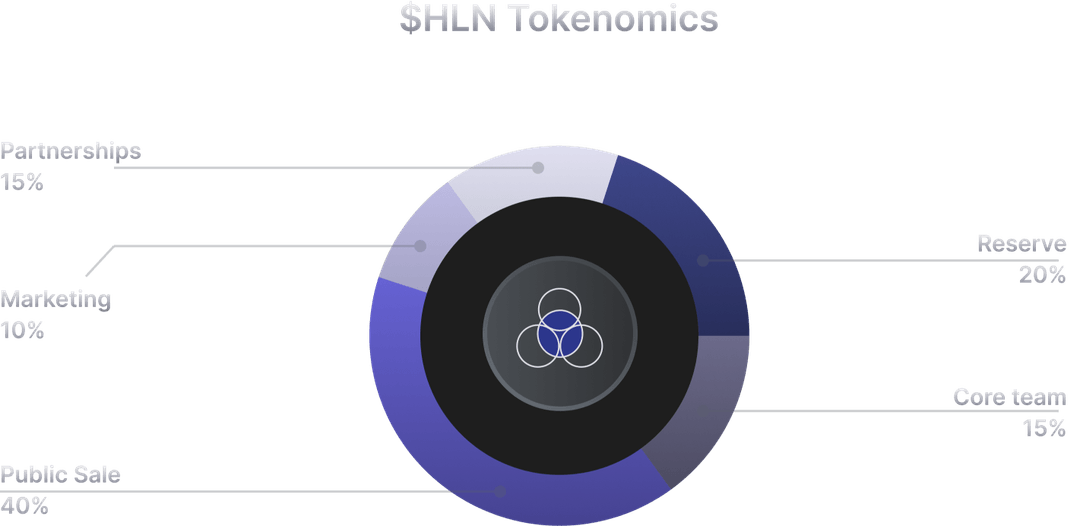 $HLN Tokenomics
Partnerships
15%
Marketing
10%
Public Sale
40%
Reserve
20%
Core team
15%